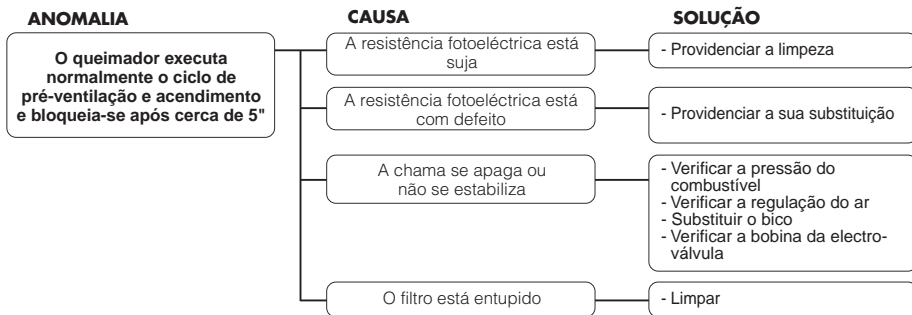 ANOMALIA
CAUSA
SOLUÇÃO
O queimador executa
normalmente o ciclo de
pré-ventilação e acendimento
e bloqueia-se após cerca de 5"
A resistência fotoeléctrica está
suja
- Providenciar a limpeza
A resistência fotoeléctrica está
com defeito
- Providenciar a sua substituição
A chama se apaga ou
não se estabiliza
- Verificar a pressão do
combustível
- Verificar a regulação do ar
- Substituir o bico
- Verificar a bobina da electro-
válvula
O filtro está entupido
- Limpar